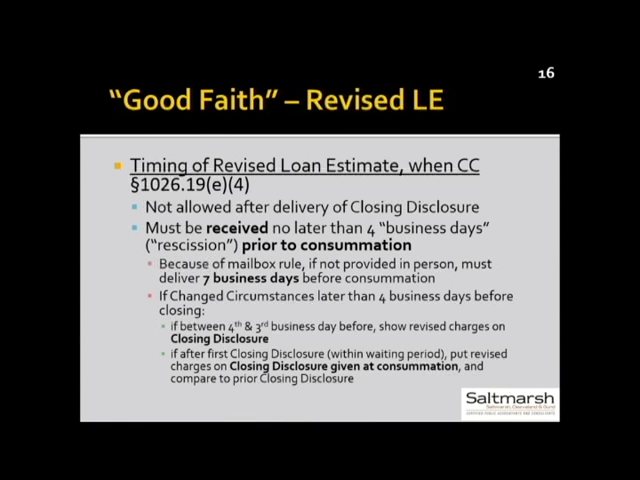 16
“Good Faith” – Revised LE
Timing of Revised Loan Estimate, when CC
§1026.19(e)(4)
Not allowed after delivery of Closing Disclosure
Must be received no later than 4 “business days”
(“rescission”) prior to consummation
Because of mailbox rule, if not provided in person, must
deliver 7 business days before consummation
If Changed Circumstances later than 4 business days before
closing:
if between 4th & 3rd business day before, show revised charges on
Closing Disclosure
if after first Closing Disclosure (within waiting period), put revised
charges on Closing Disclosure given at consummation, and
compare to prior Closing Disclosure
Saltmarsh
Saltmarsh, Cleaveland & Gund
CERTIFIED PUBLIC ACCOUNTANTS AND CONSULTANTS